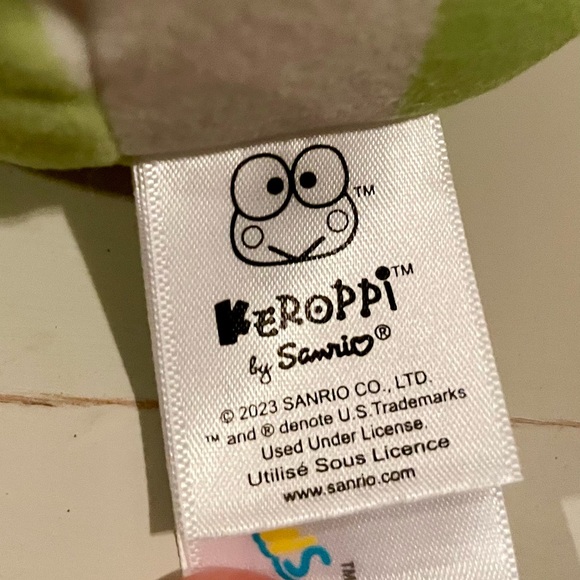 TM
KEROPPi™
by Sanrio®
© 2023 SANRIO CO., LTD.
™ and ® denote U.S.Trademarks
Used Under License.
Utilisé Sous Licence
www.sanrio.com
TM